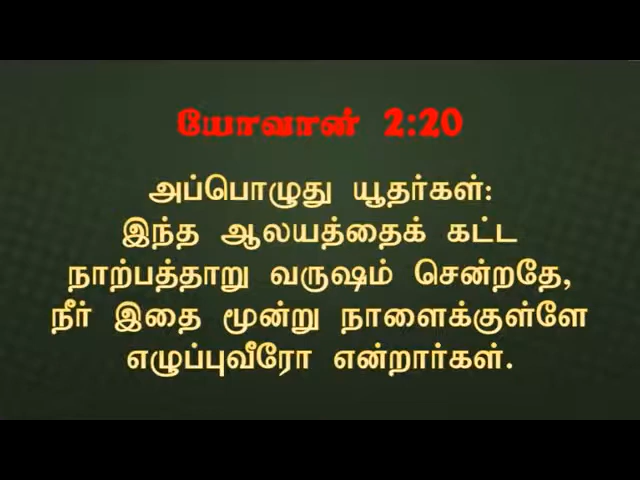 யோவான் 2:20
அப்பொழுது யூதர்கள்:
இந்த ஆலயத்தைக் கட்ட
நாற்பத்தாறு வருஷம் சென்றதே,
நீர் இதை மூன்று நாளைக்குள்ளே
எழுப்புவீரோ என்றார்கள்.